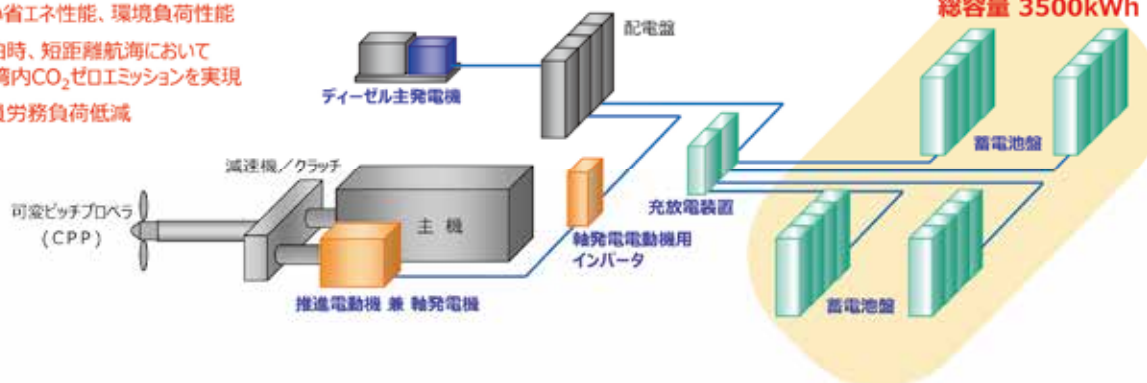 省エネ性能、環境負荷性能
時、短距離航海において
湾内CO₂ゼロエミッションを実現
労務負荷低減
総容量 3500kWh
配電盤
ディーゼル主発電機
減速機/クラッチ
蓄電池盤
可変ピッチプロペラ
(CPP)
主 機
充放電装置
軸発電電動機用
インバータ
推進電動機 兼 軸発電機
蓄電池盤